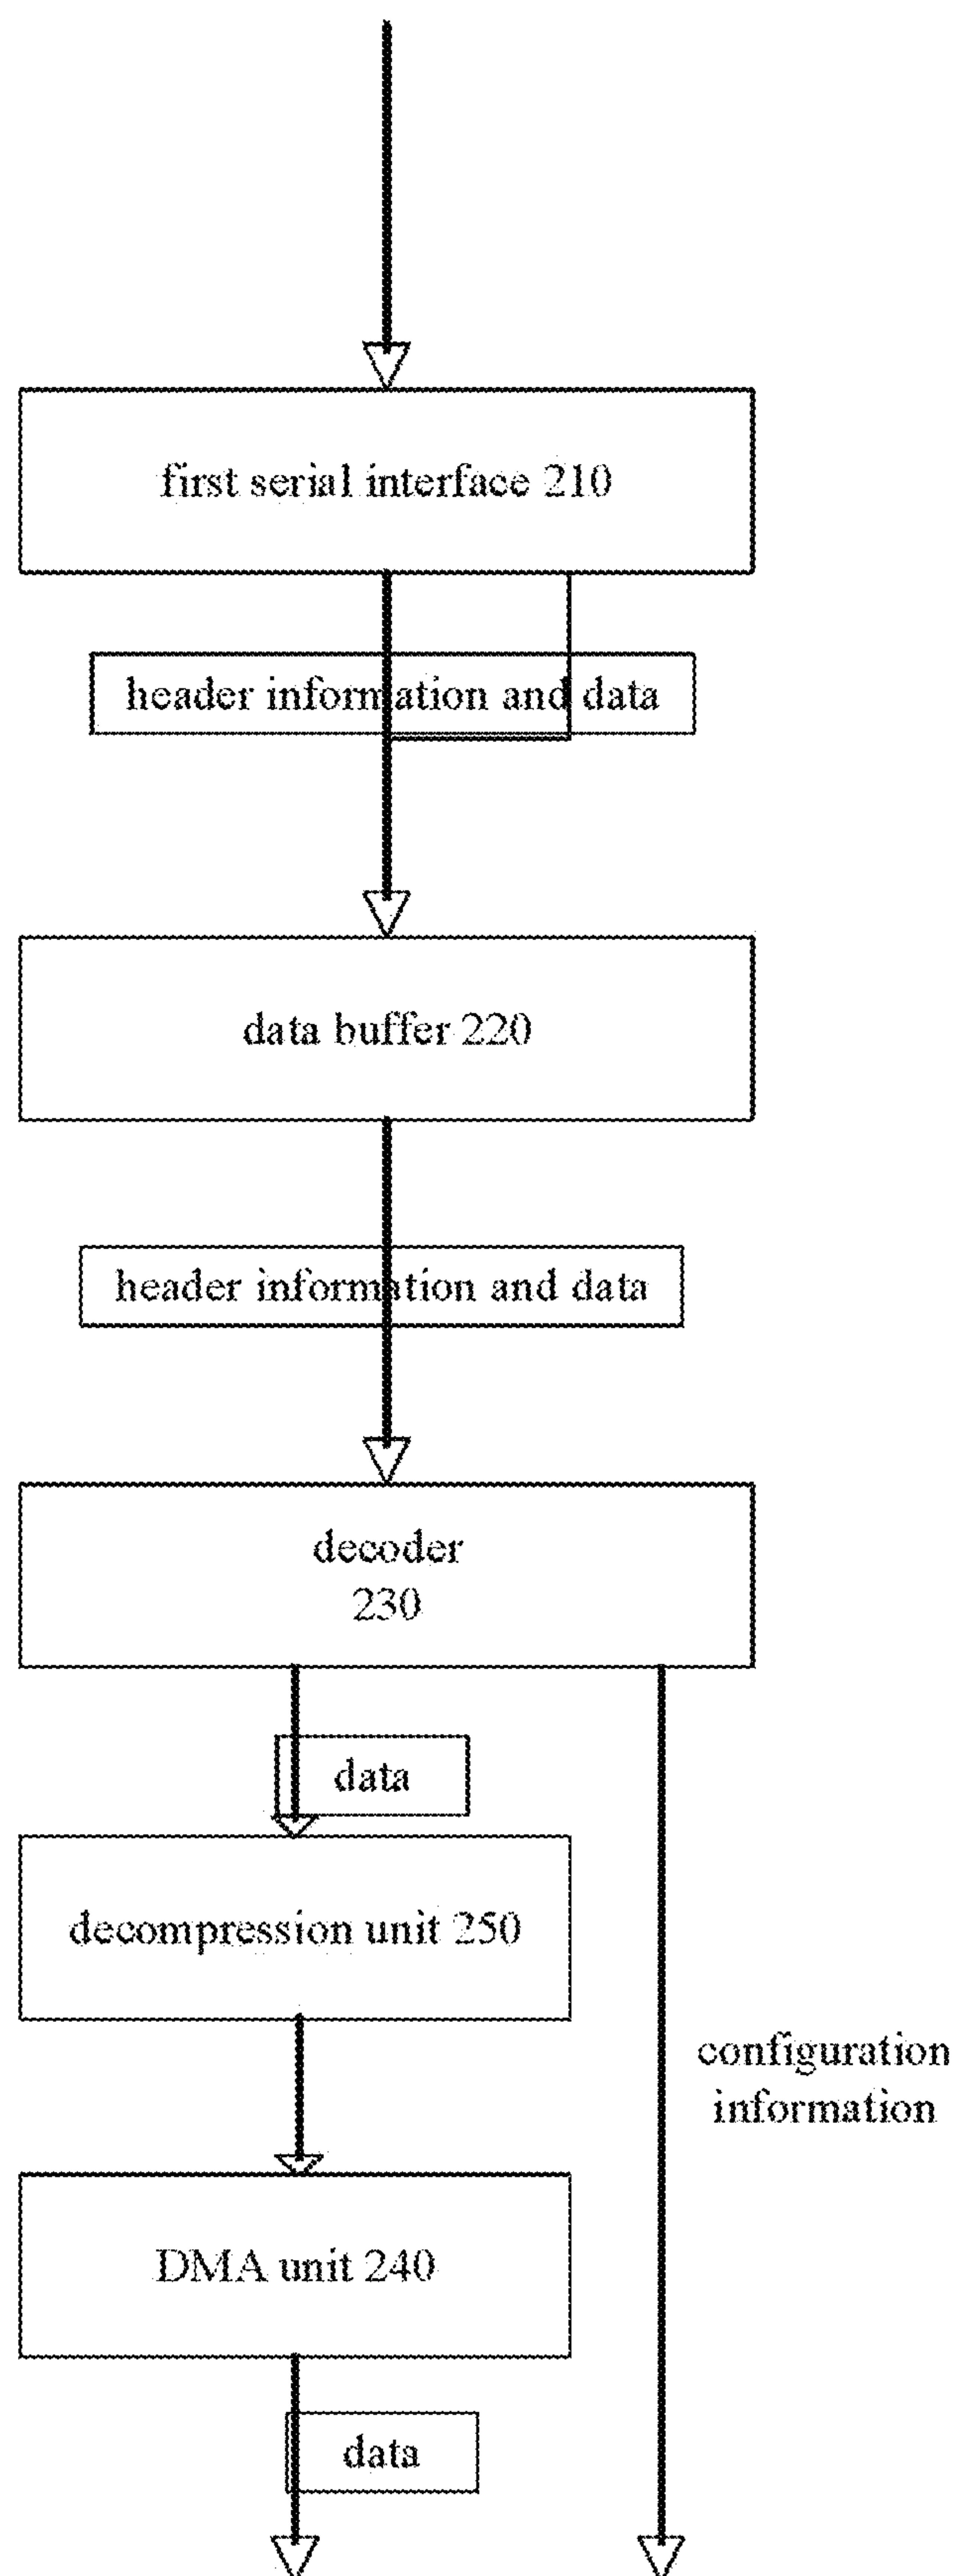 first serial interface 210
header information and data
data buffer 220
header information and data
decoder
230
data
decompression unit 250
configuration
information
DMA unit 240
data